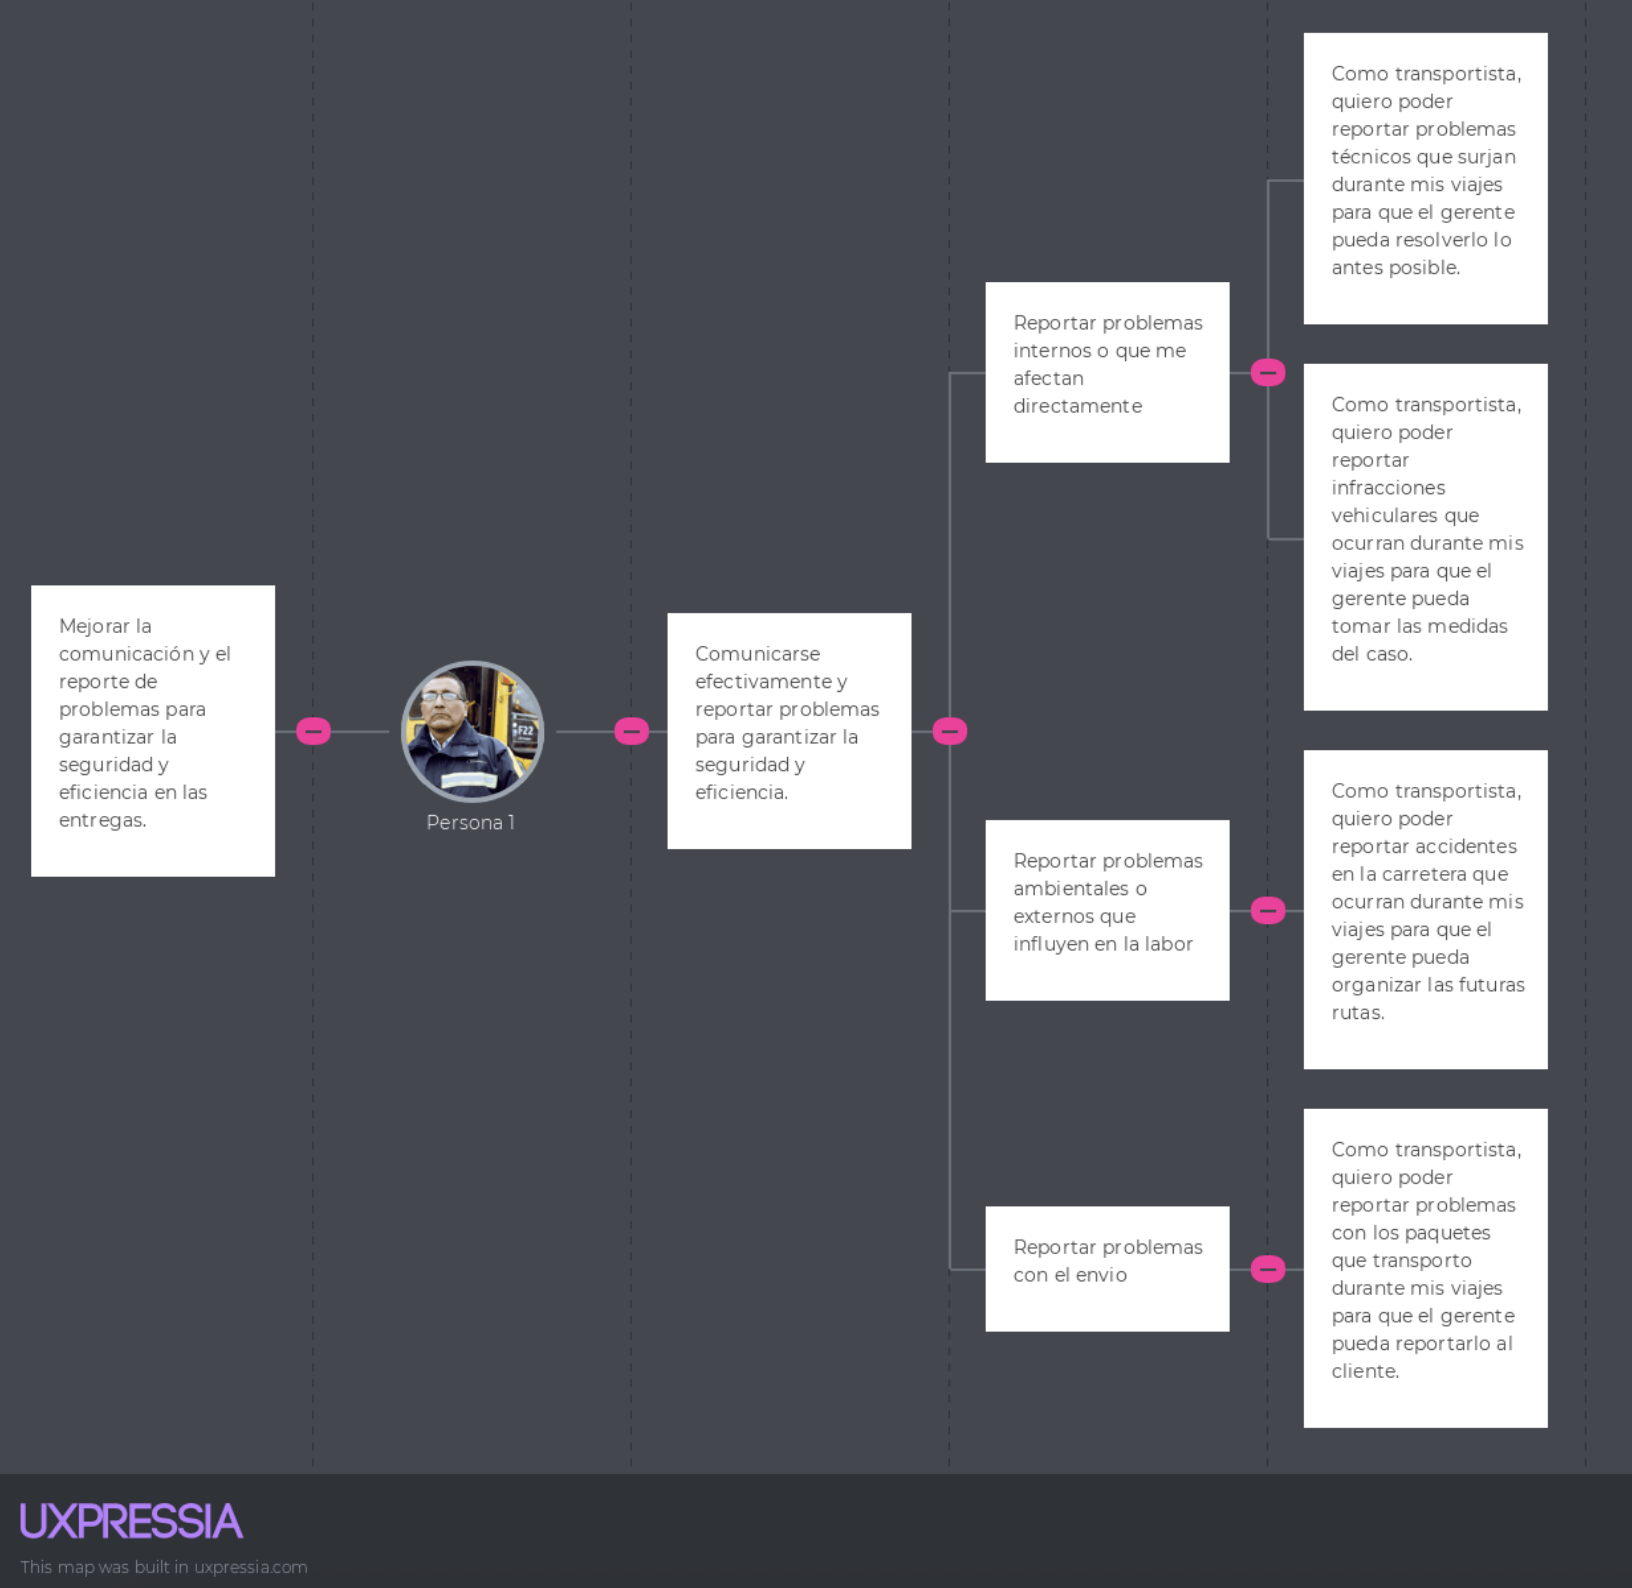 Mejorar la
comunicación y el
reporte de
problemas para
garantizar la
seguridad y
eficiencia en las
entregas.
F22
Persona 1
Comunicarse
efectivamente y
reportar problemas
para garantizar la
seguridad y
eficiencia.
Reportar problemas
internos o que me
afectan
directamente
Como transportista,
quiero poder
reportar problemas
técnicos que surjan
durante mis viajes
para que el gerente
pueda resolverlo lo
antes posible.
Como transportista,
quiero poder
reportar
infracciones
vehiculares que
ocurran durante mis
viajes para que el
gerente pueda
tomar las medidas
del caso.
Reportar problemas
ambientales o
externos que
influyen en la labor
Como transportista,
quiero poder
reportar accidentes
en la carretera que
ocurran durante mis
viajes para que el
gerente pueda
organizar las futuras
rutas.
Reportar problemas
con el envio
Como transportista,
quiero poder
reportar problemas
con los paquetes
que transporto
durante mis viajes
para que el gerente
pueda reportarlo al
cliente.
UXPRESSIA
This map was built in uxpressia.com